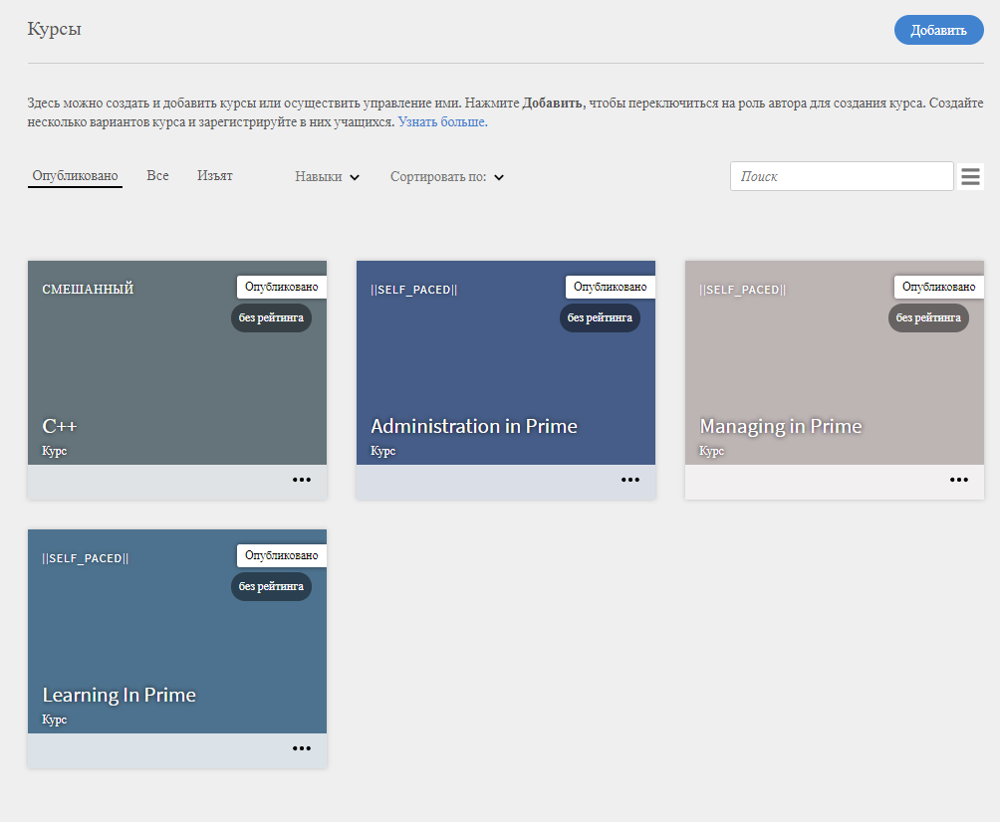 Курсы
Добавить
Здесь можно создать и добавить курсы или осуществить управление ими. Нажмите Добавить, чтобы переключиться на роль автора для создания курса. Создайте
несколько вариантов курса и зарегистрируйте в них учащихся. Узнать больше.
Опубликовано Все Изъят Навыки Сортировать по: Поиск
СМЕШАННЫЙ
Опубликовано
без рейтинга
C++
Курс
||SELF_PACED||
Опубликовано
без рейтинга
Administration in Prime
Курс
||SELF_PACED||
Опубликовано
без рейтинга
Managing in Prime
Курс
||SELF_PACED||
Опубликовано
без рейтинга
Learning In Prime
Курс